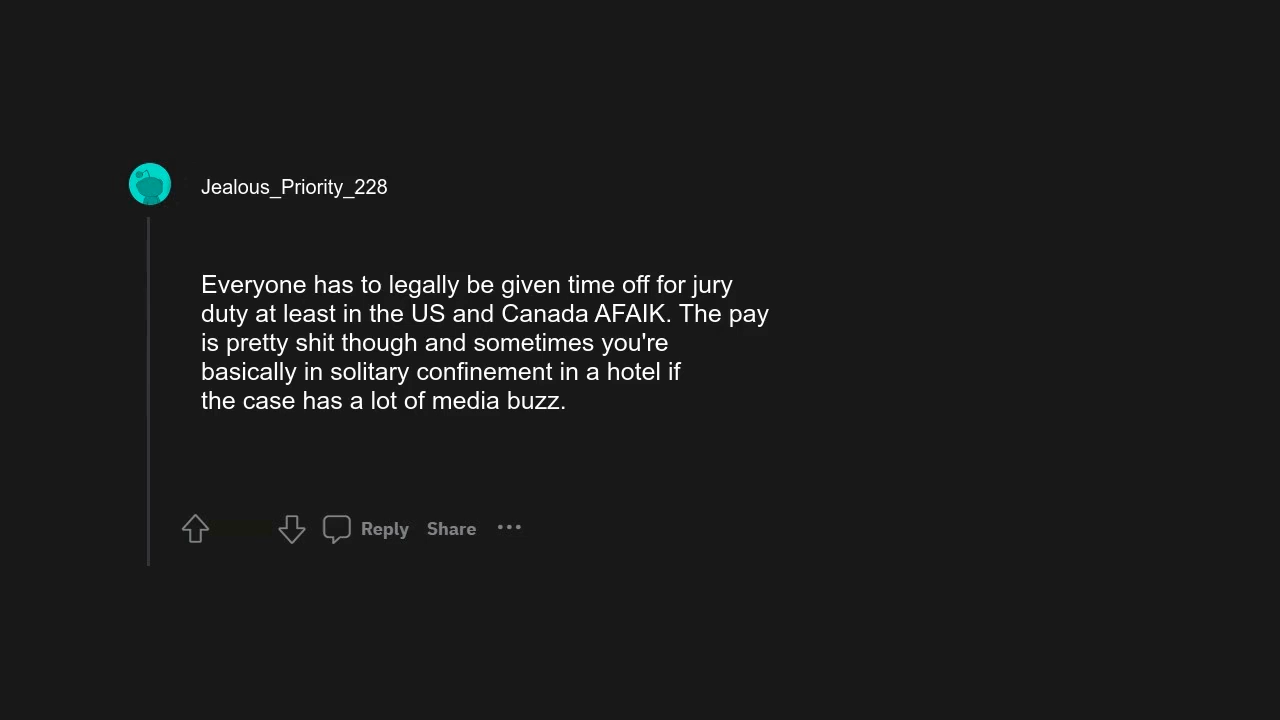 Jealous_Priority_228
Everyone has to legally be given time off for jury
duty at least in the US and Canada AFAIK. The pay
is pretty shit though and sometimes you're
basically in solitary confinement in a hotel if
the case has a lot of media buzz.
Reply Share